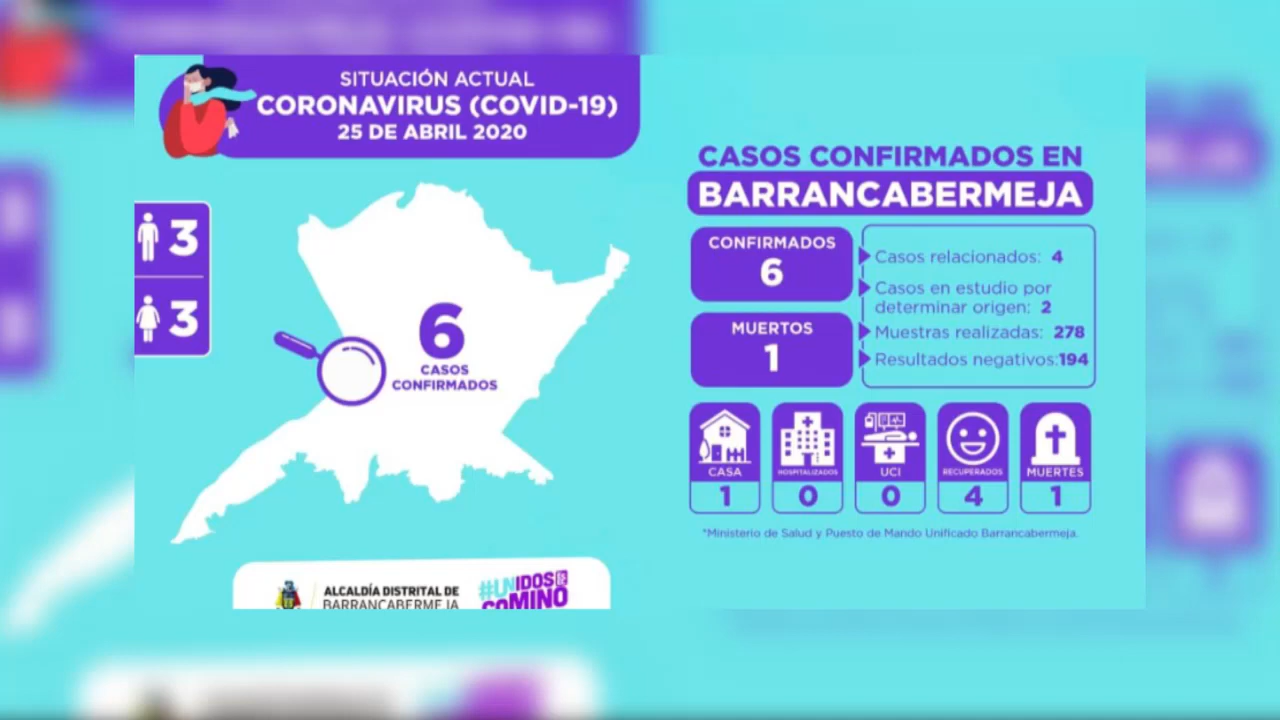 SITUACIÓN ACTUAL
CORONAVIRUS (COVID-19)
25 DE ABRIL 2020
3
3
6
CASOS
CONFIRMADOS
ALCALDÍA DISTRITAL DE
BARRANCABERMEJA
#UNIDOS
COMINO
CASOS CONFIRMADOS EN
BARRANCABERMEJA
CONFIRMADOS
6
MUERTOS
1
Casos relacionados: 4
Casos en estudio por
determinar origen: 2
Muestras realizadas: 278
Resultados negativos:194
CASA
1
HOSPITALIZADOS
0
UCI
0
RECUPERADOS
4
MUERTES
1
*Ministerio de Salud y Puesto de Mando Unificado Barrancabermeja.